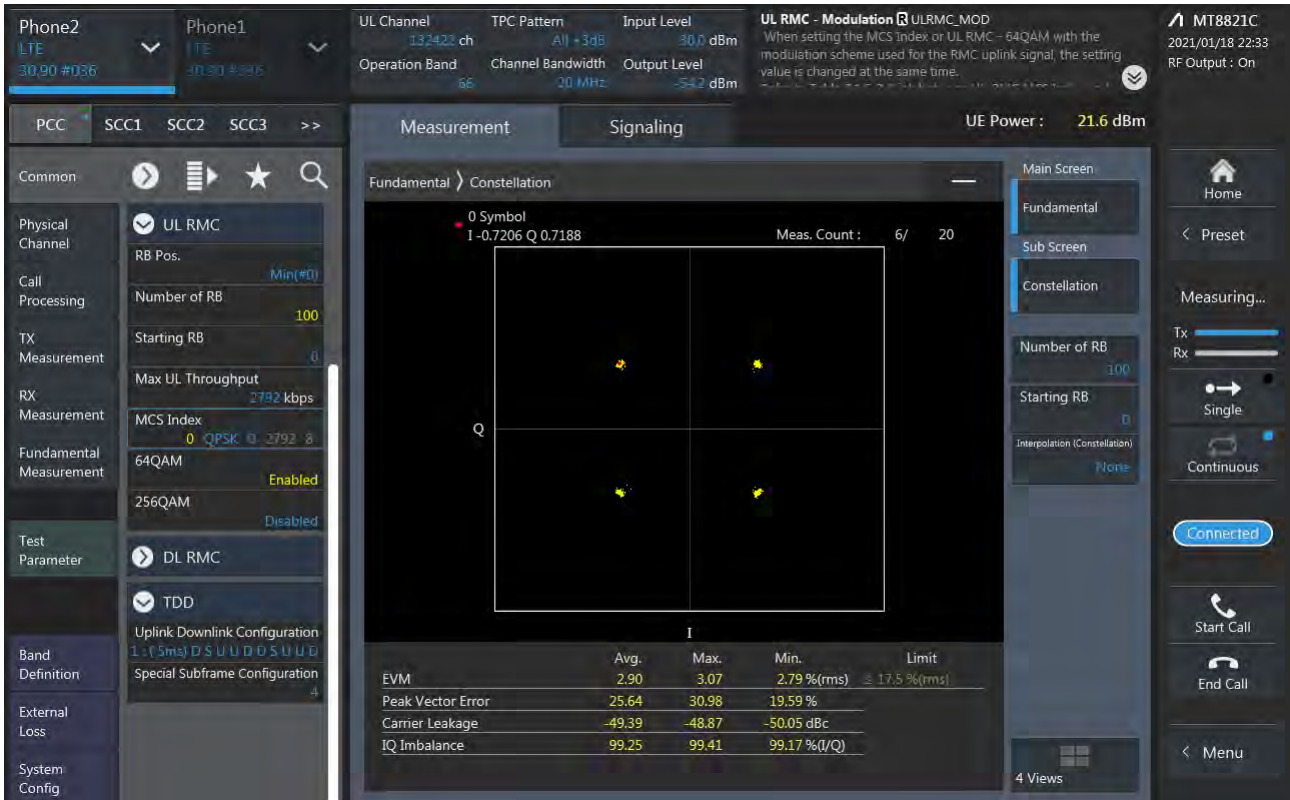 Phone2
LTE
30.90 #036
Phone1
LTE
UL Channel
132422 ch
Operation Band
66
TPC Pattern
All +3dB
Channel Bandwidth
20 MHz
Input Level
30.0 dBm
Output Level
-54.2 dBm
UL RMC - Modulation R ULRMC_MOD
When setting the MCS Index or UL RMC - 64QAM with the
modulation scheme used for the RMC uplink signal, the setting
value is changed at the same time.
MT8821C
2021/01/18 22:33
RF Output : On
PCC SCC1 SCC2 SCC3 >>
Measurement
Signaling
UE Power : 21.6 dBm
Common
Physical
Channel
Call
Processing
TX
Measurement
RX
Measurement
Fundamental
Measurement
Test
Parameter
Band
Definition
External
Loss
System
Config
UL RMC
RB Pos.
Min(#0)
Number of RB
100
Starting RB
0
Max UL Throughput
2792 kbps
MCS Index
0 QPSK 0 2792 8
64QAM
Enabled
256QAM
Disabled
DL RMC
TDD
Uplink Downlink Configuration
1 : ( 5ms) D S U U D D S U U D
Special Subframe Configuration
4
Fundamental 〉 Constellation
0 Symbol
I -0.7206 Q 0.7188
Meas. Count : 6/ 20
Q
I
Avg. Max. Min. Limit
EVM 2.90 3.07 2.79 %(rms) ≤ 17.5 %(rms)
Peak Vector Error 25.64 30.98 19.59 %
Carrier Leakage -49.39 -48.87 -50.05 dBc
IQ Imbalance 99.25 99.41 99.17 %(I/Q)
Main Screen
Fundamental
Sub Screen
Constellation
Number of RB
100
Starting RB
0
Interpolation (Constellation)
None
4 Views
Home
< Preset
Measuring...
Tx
Rx
Single
Continuous
Connected
Start Call
End Call
< Menu